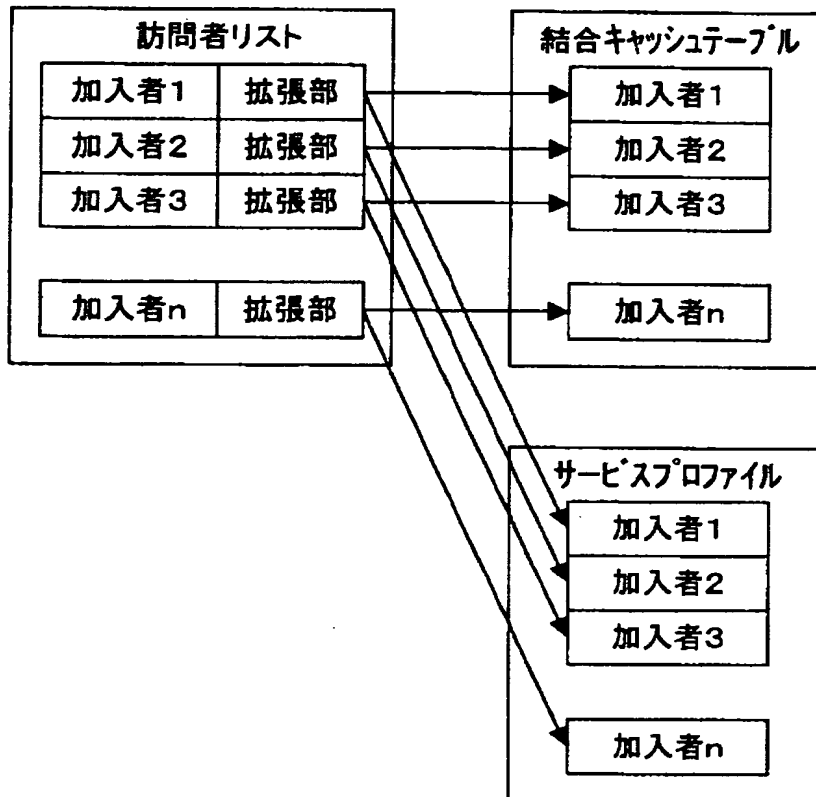 訪問者リスト
加入者1 拡張部
加入者2 拡張部
加入者3 拡張部
加入者n 拡張部
結合キャッシュテーブル
加入者1
加入者2
加入者3
加入者n
サービスプロファイル
加入者1
加入者2
加入者3
加入者n